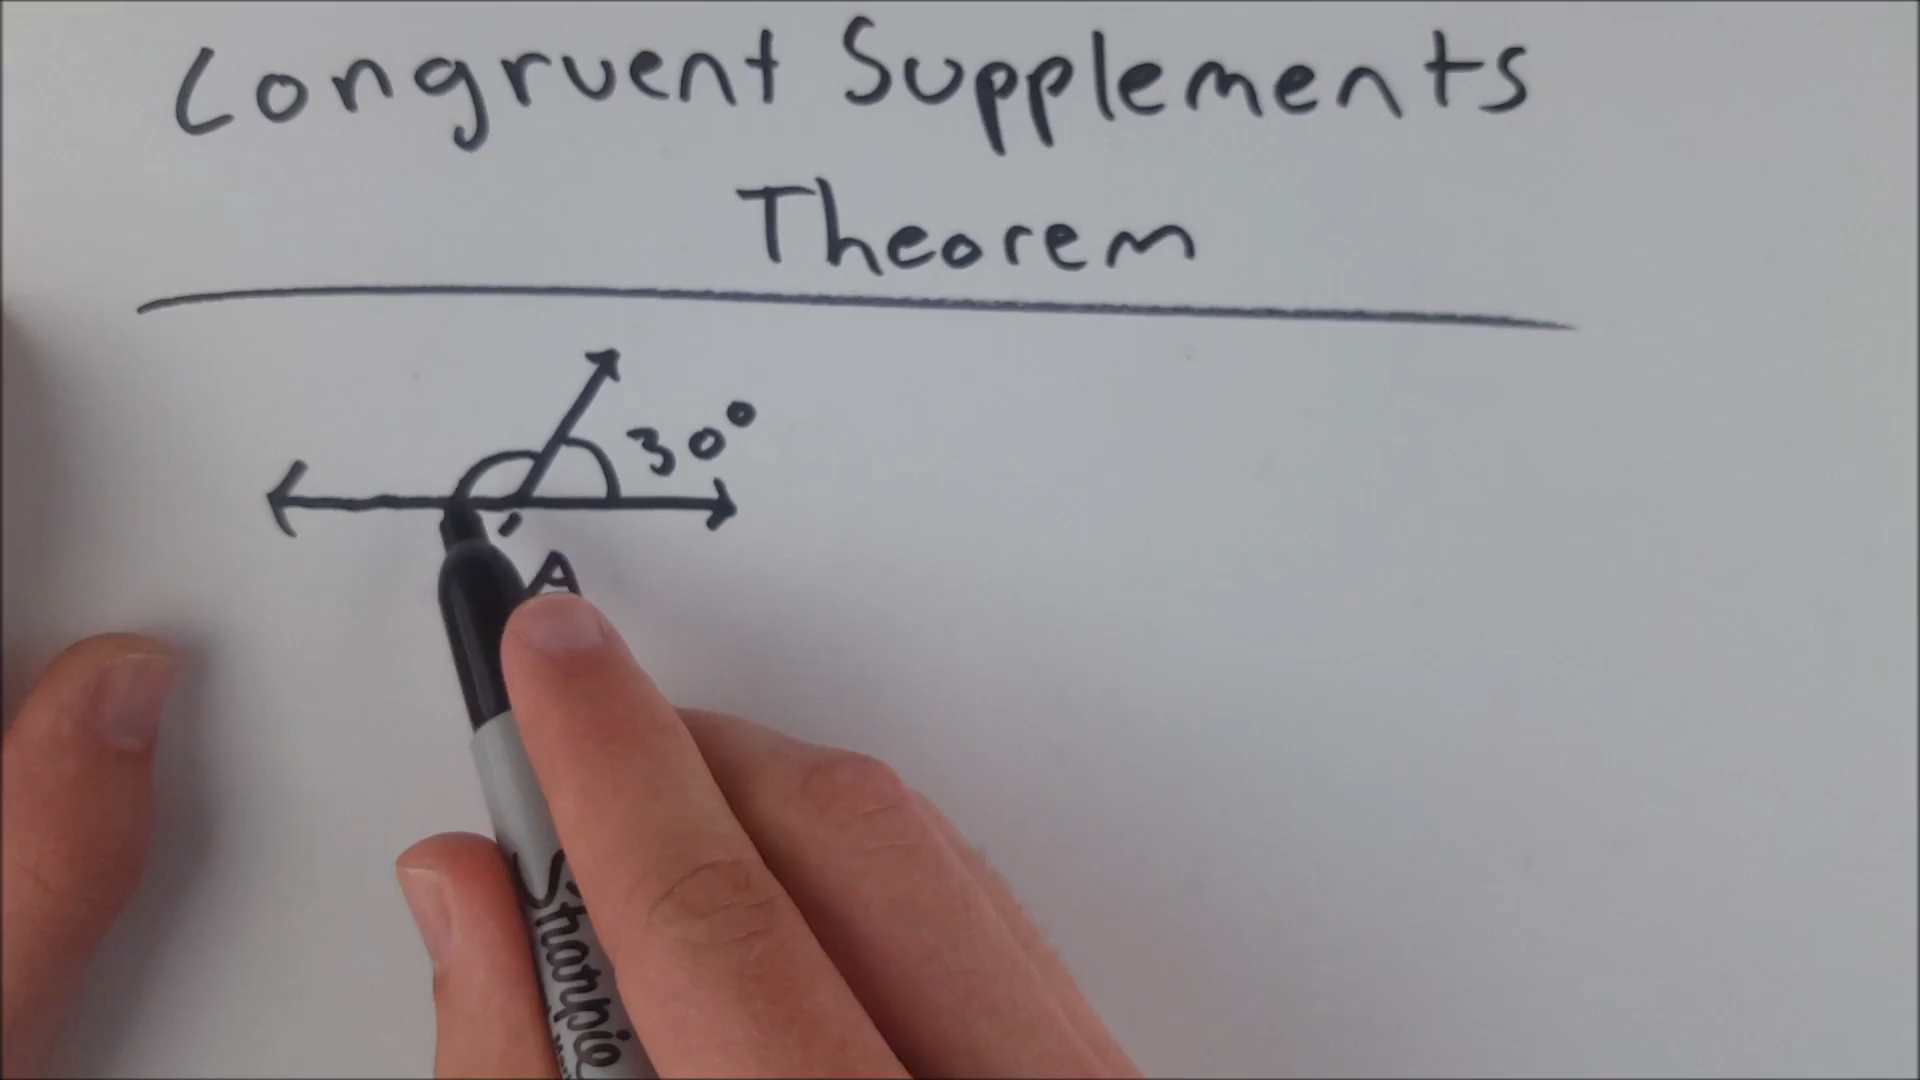 Congruent Supplements
Theorem
30°
A
Sharpie